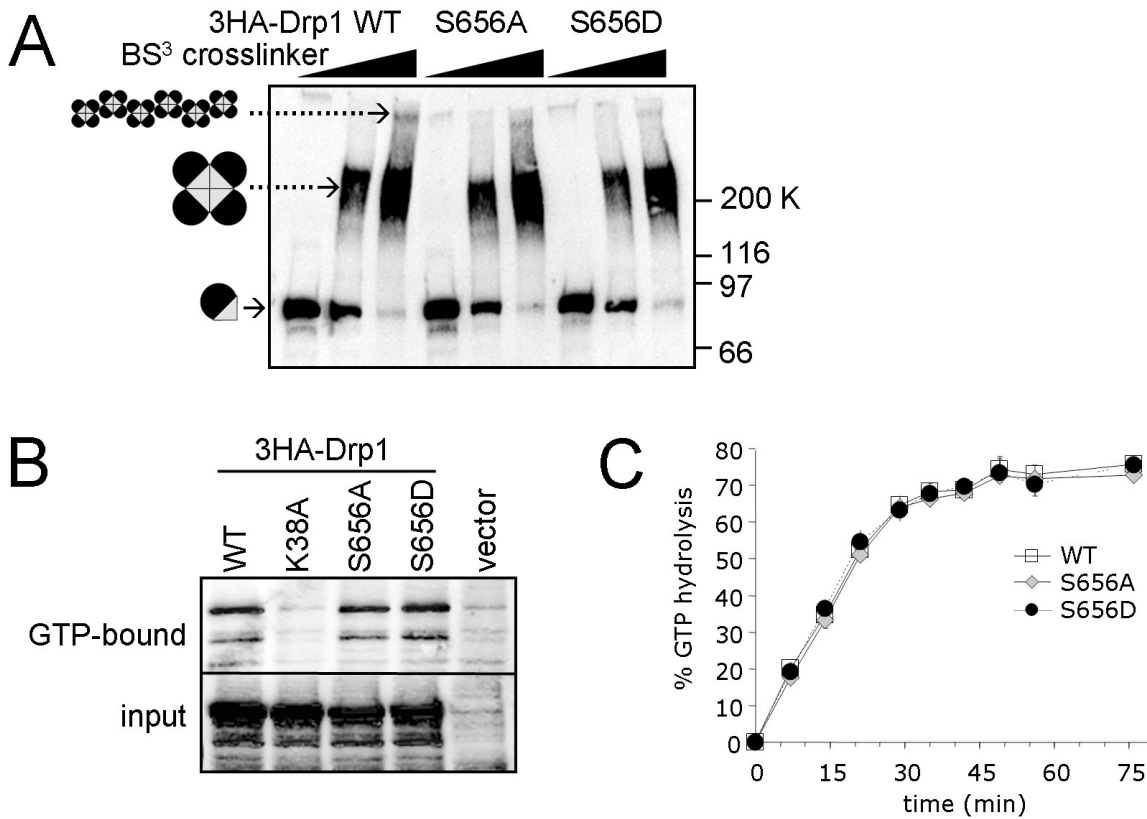 A
3HA-Drp1 WT S656A S656D
BS³ crosslinker
200 K
116
97
66
B
3HA-Drp1
WT K38A S656A S656D vector
GTP-bound
input
C
% GTP hydrolysis
80
70
60
50
40
30
20
10
0
WT
S656A
S656D
0 15 30 45 60 75
time (min)